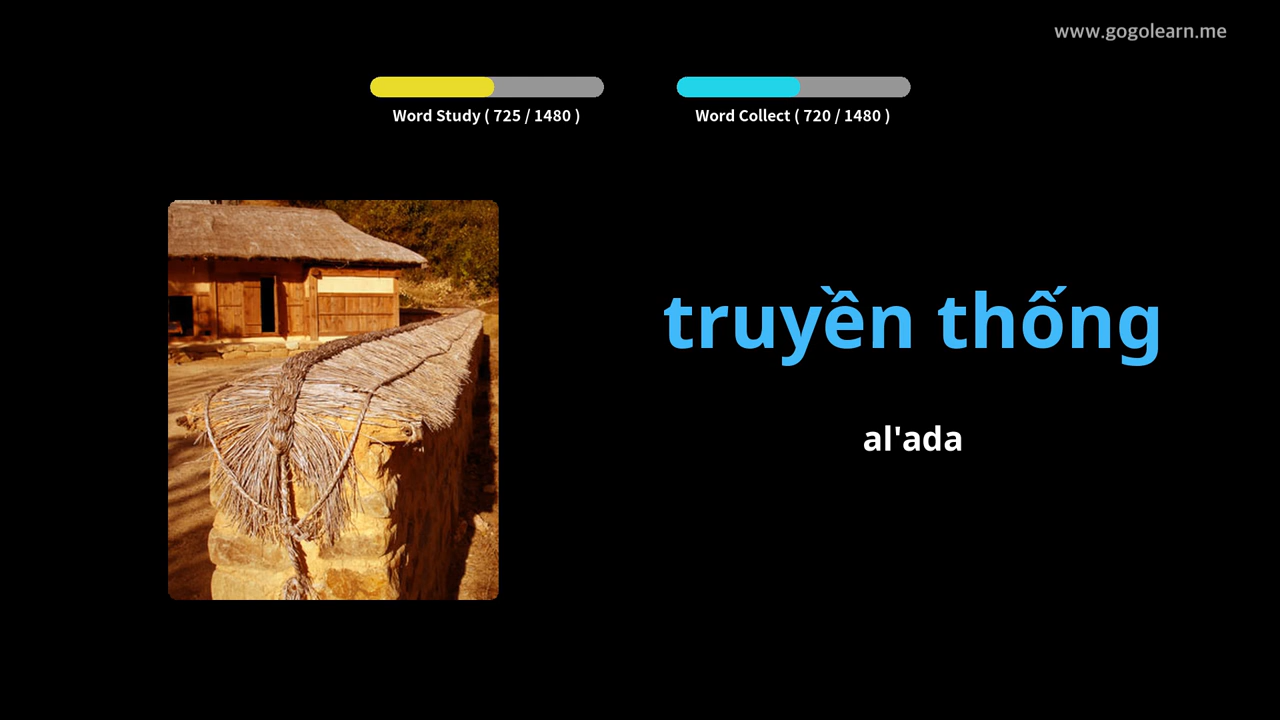 www.gogolearn.me
Word Study ( 725 / 1480 )
Word Collect ( 720 / 1480 )
truyền thống
al'ada